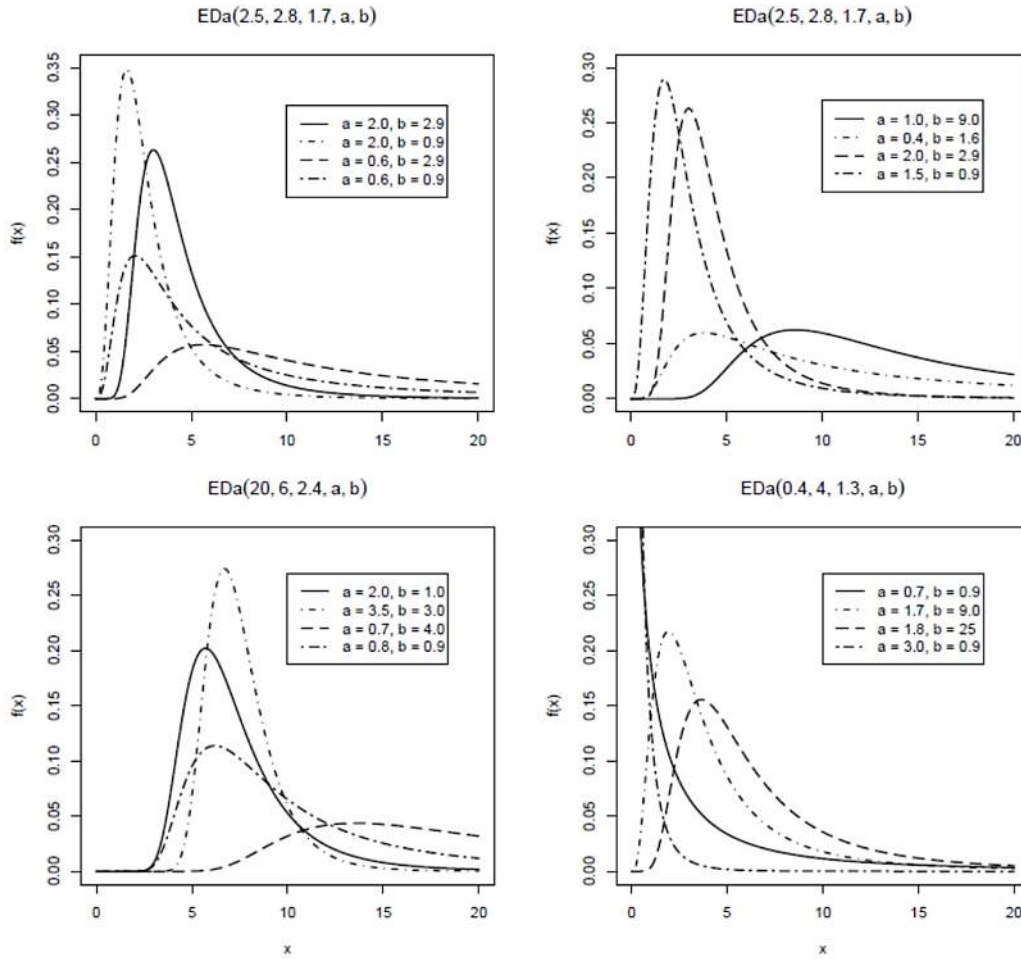 EDa(2.5, 2.8, 1.7, a, b)
f(x)
0.00 0.05 0.10 0.15 0.20 0.25 0.30 0.35
a = 2.0, b = 2.9
a = 2.0, b = 0.9
a = 0.6, b = 2.9
a = 0.6, b = 0.9
0 5 10 15 20
EDa(2.5, 2.8, 1.7, a, b)
f(x)
0.00 0.05 0.10 0.15 0.20 0.25 0.30
a = 1.0, b = 9.0
a = 0.4, b = 1.6
a = 2.0, b = 2.9
a = 1.5, b = 0.9
0 5 10 15 20
EDa(20, 6, 2.4, a, b)
f(x)
0.00 0.05 0.10 0.15 0.20 0.25 0.30
a = 2.0, b = 1.0
a = 3.5, b = 3.0
a = 0.7, b = 4.0
a = 0.8, b = 0.9
0 5 10 15 20
x
EDa(0.4, 4, 1.3, a, b)
f(x)
0.00 0.05 0.10 0.15 0.20 0.25 0.30
a = 0.7, b = 0.9
a = 1.7, b = 9.0
a = 1.8, b = 25
a = 3.0, b = 0.9
0 5 10 15 20
x